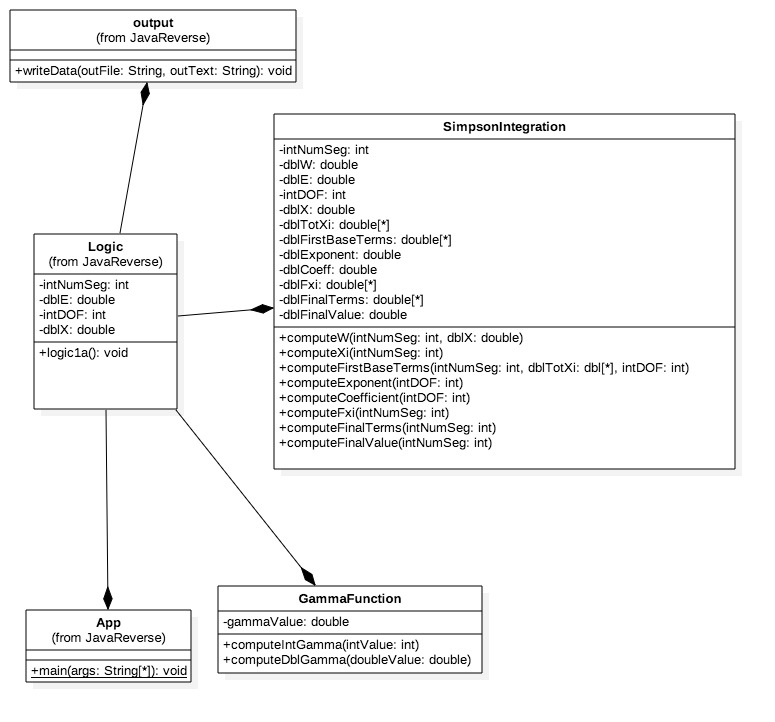 output
(from JavaReverse)
+writeData(outFile: String, outText: String): void
SimpsonIntegration
-intNumSeg: int
-dblW: double
-dblE: double
-intDOF: int
-dblX: double
-dblTotXi: double[*]
-dblFirstBaseTerms: double[*]
-dblExponent: double
-dblCoeff: double
-dblFxi: double[*]
-dblFinalTerms: double[*]
-dblFinalValue: double
+computeW(intNumSeg: int, dblX: double)
+computeXi(intNumSeg: int)
+computeFirstBaseTerms(intNumSeg: int, dblTotXi: dbl[*], intDOF: int)
+computeExponent(intDOF: int)
+computeCoefficient(intDOF: int)
+computeFxi(intNumSeg: int)
+computeFinalTerms(intNumSeg: int)
+computeFinalValue(intNumSeg: int)
Logic
(from JavaReverse)
-intNumSeg: int
-dblE: double
-intDOF: int
-dblX: double
+logic1a(): void
GammaFunction
-gammaValue: double
+computeIntGamma(intValue: int)
+computeDblGamma(doubleValue: double)
App
(from JavaReverse)
+main(args: String[*]): void